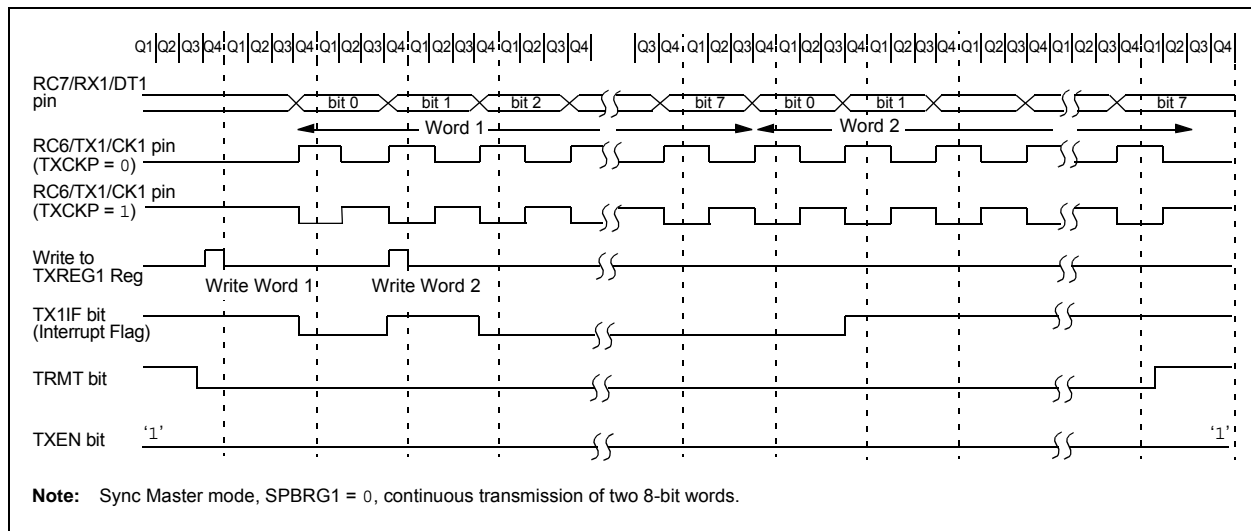 Q1 Q2 Q3 Q4 Q1 Q2 Q3 Q4 Q1 Q2 Q3 Q4 Q1 Q2 Q3 Q4 Q1 Q2 Q3 Q4 Q3 Q4 Q1 Q2 Q3 Q4 Q1 Q2 Q3 Q4 Q1 Q2 Q3 Q4 Q1 Q2 Q3 Q4 Q1 Q2 Q3 Q4 Q1 Q2 Q3 Q4
RC7/RX1/DT1
pin
bit 0 bit 1 bit 2 bit 7 bit 0 bit 1 bit 7
Word 1 Word 2
RC6/TX1/CK1 pin
(TXCKP = 0)
RC6/TX1/CK1 pin
(TXCKP = 1)
Write to
TXREG1 Reg
Write Word 1 Write Word 2
TX1IF bit
(Interrupt Flag)
TRMT bit
TXEN bit
‘1’ ‘1’
Note: Sync Master mode, SPBRG1 = 0, continuous transmission of two 8-bit words.